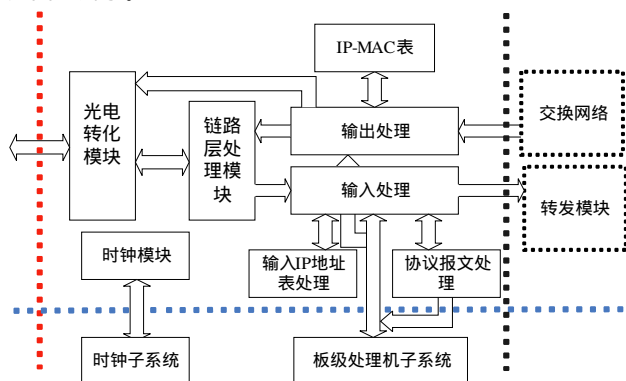 IP-MAC表
光电
转化
模块
链路
层处
理模
块
输出处理
交换网络
输入处理
转发模块
时钟模块
输入IP地址
表处理
协议报文处
理
时钟子系统
板级处理机子系统